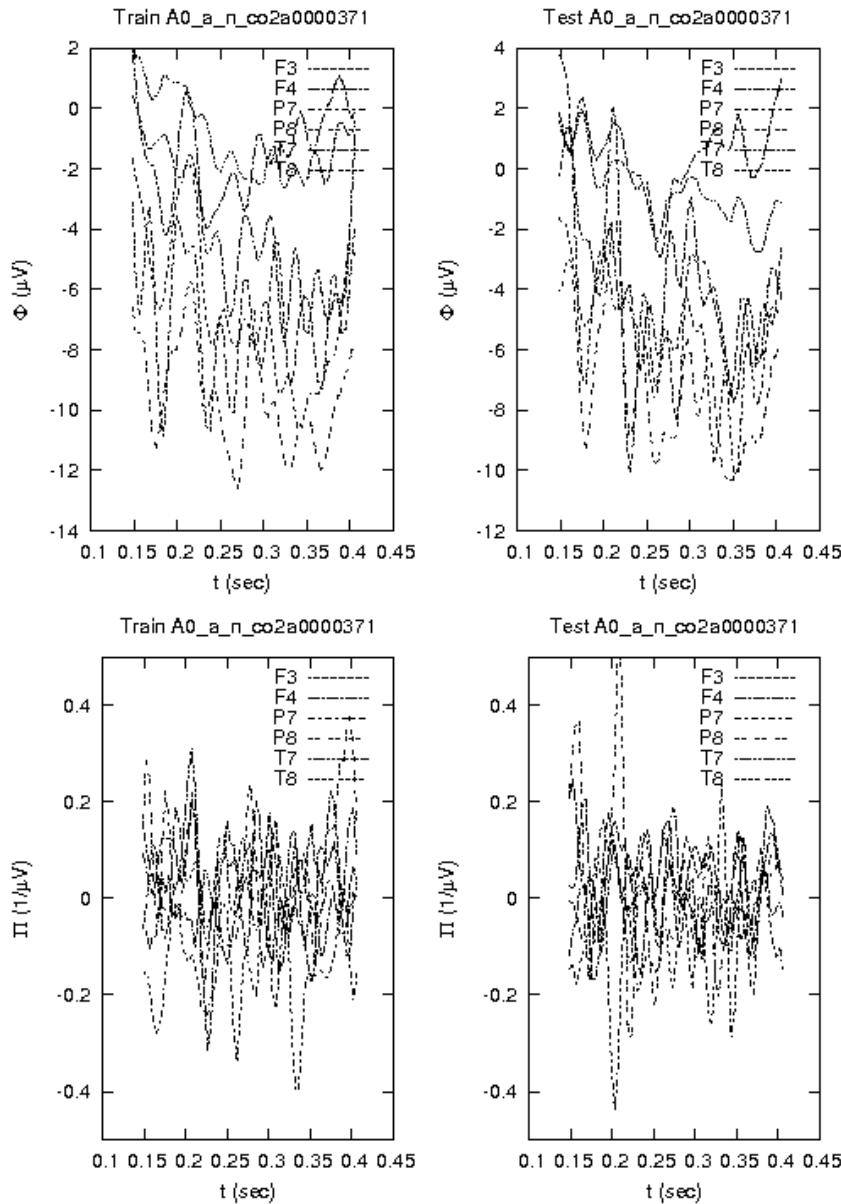 Train A0_a_n_co2a0000371
2
0
-2
-4
-6
-8
-10
-12
-14
Φ (μV)
F3
F4
P7
P8
T7
T8
0.1 0.15 0.2 0.25 0.3 0.35 0.4 0.45
t (sec)
Test A0_a_n_co2a0000371
4
2
0
-2
-4
-6
-8
-10
-12
Φ (μV)
F3
F4
P7
P8
T7
T8
0.1 0.15 0.2 0.25 0.3 0.35 0.4 0.45
t (sec)
Train A0_a_n_co2a0000371
0.4
0.2
0
-0.2
-0.4
Π (1/μV)
F3
F4
P7
P8
T7
T8
0.1 0.15 0.2 0.25 0.3 0.35 0.4 0.45
t (sec)
Test A0_a_n_co2a0000371
0.4
0.2
0
-0.2
-0.4
Π (1/μV)
F3
F4
P7
P8
T7
T8
0.1 0.15 0.2 0.25 0.3 0.35 0.4 0.45
t (sec)